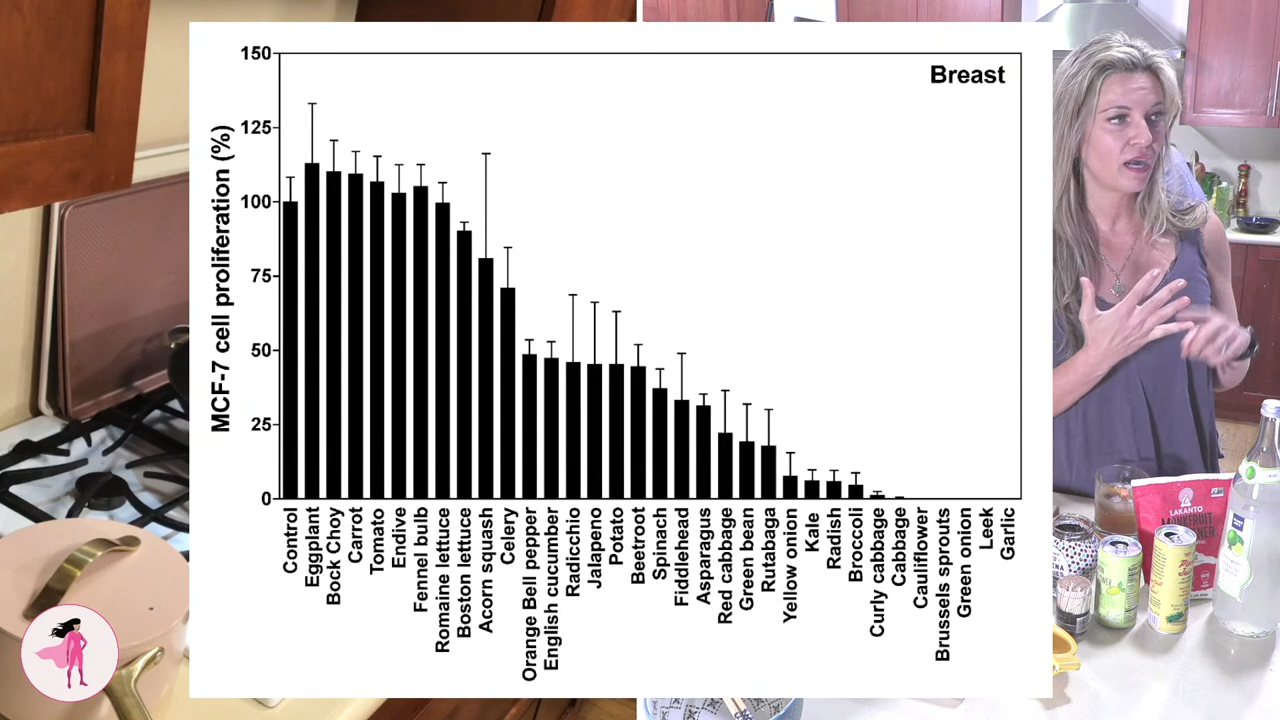 150
125
100
75
50
25
0
MCF-7 cell proliferation (%)
Breast
Control
Eggplant
Bock Choy
Carrot
Tomato
Endive
Fennel bulb
Romaine lettuce
Boston lettuce
Acorn squash
Celery
Orange Bell pepper
English cucumber
Radicchio
Jalapeno
Potato
Beetroot
Spinach
Fiddlehead
Asparagus
Red cabbage
Green bean
Rutabaga
Yellow onion
Kale
Radish
Broccoli
Curly cabbage
Cabbage
Cauliflower
Brussels sprouts
Green onion
Leek
Garlic
LAKANTO